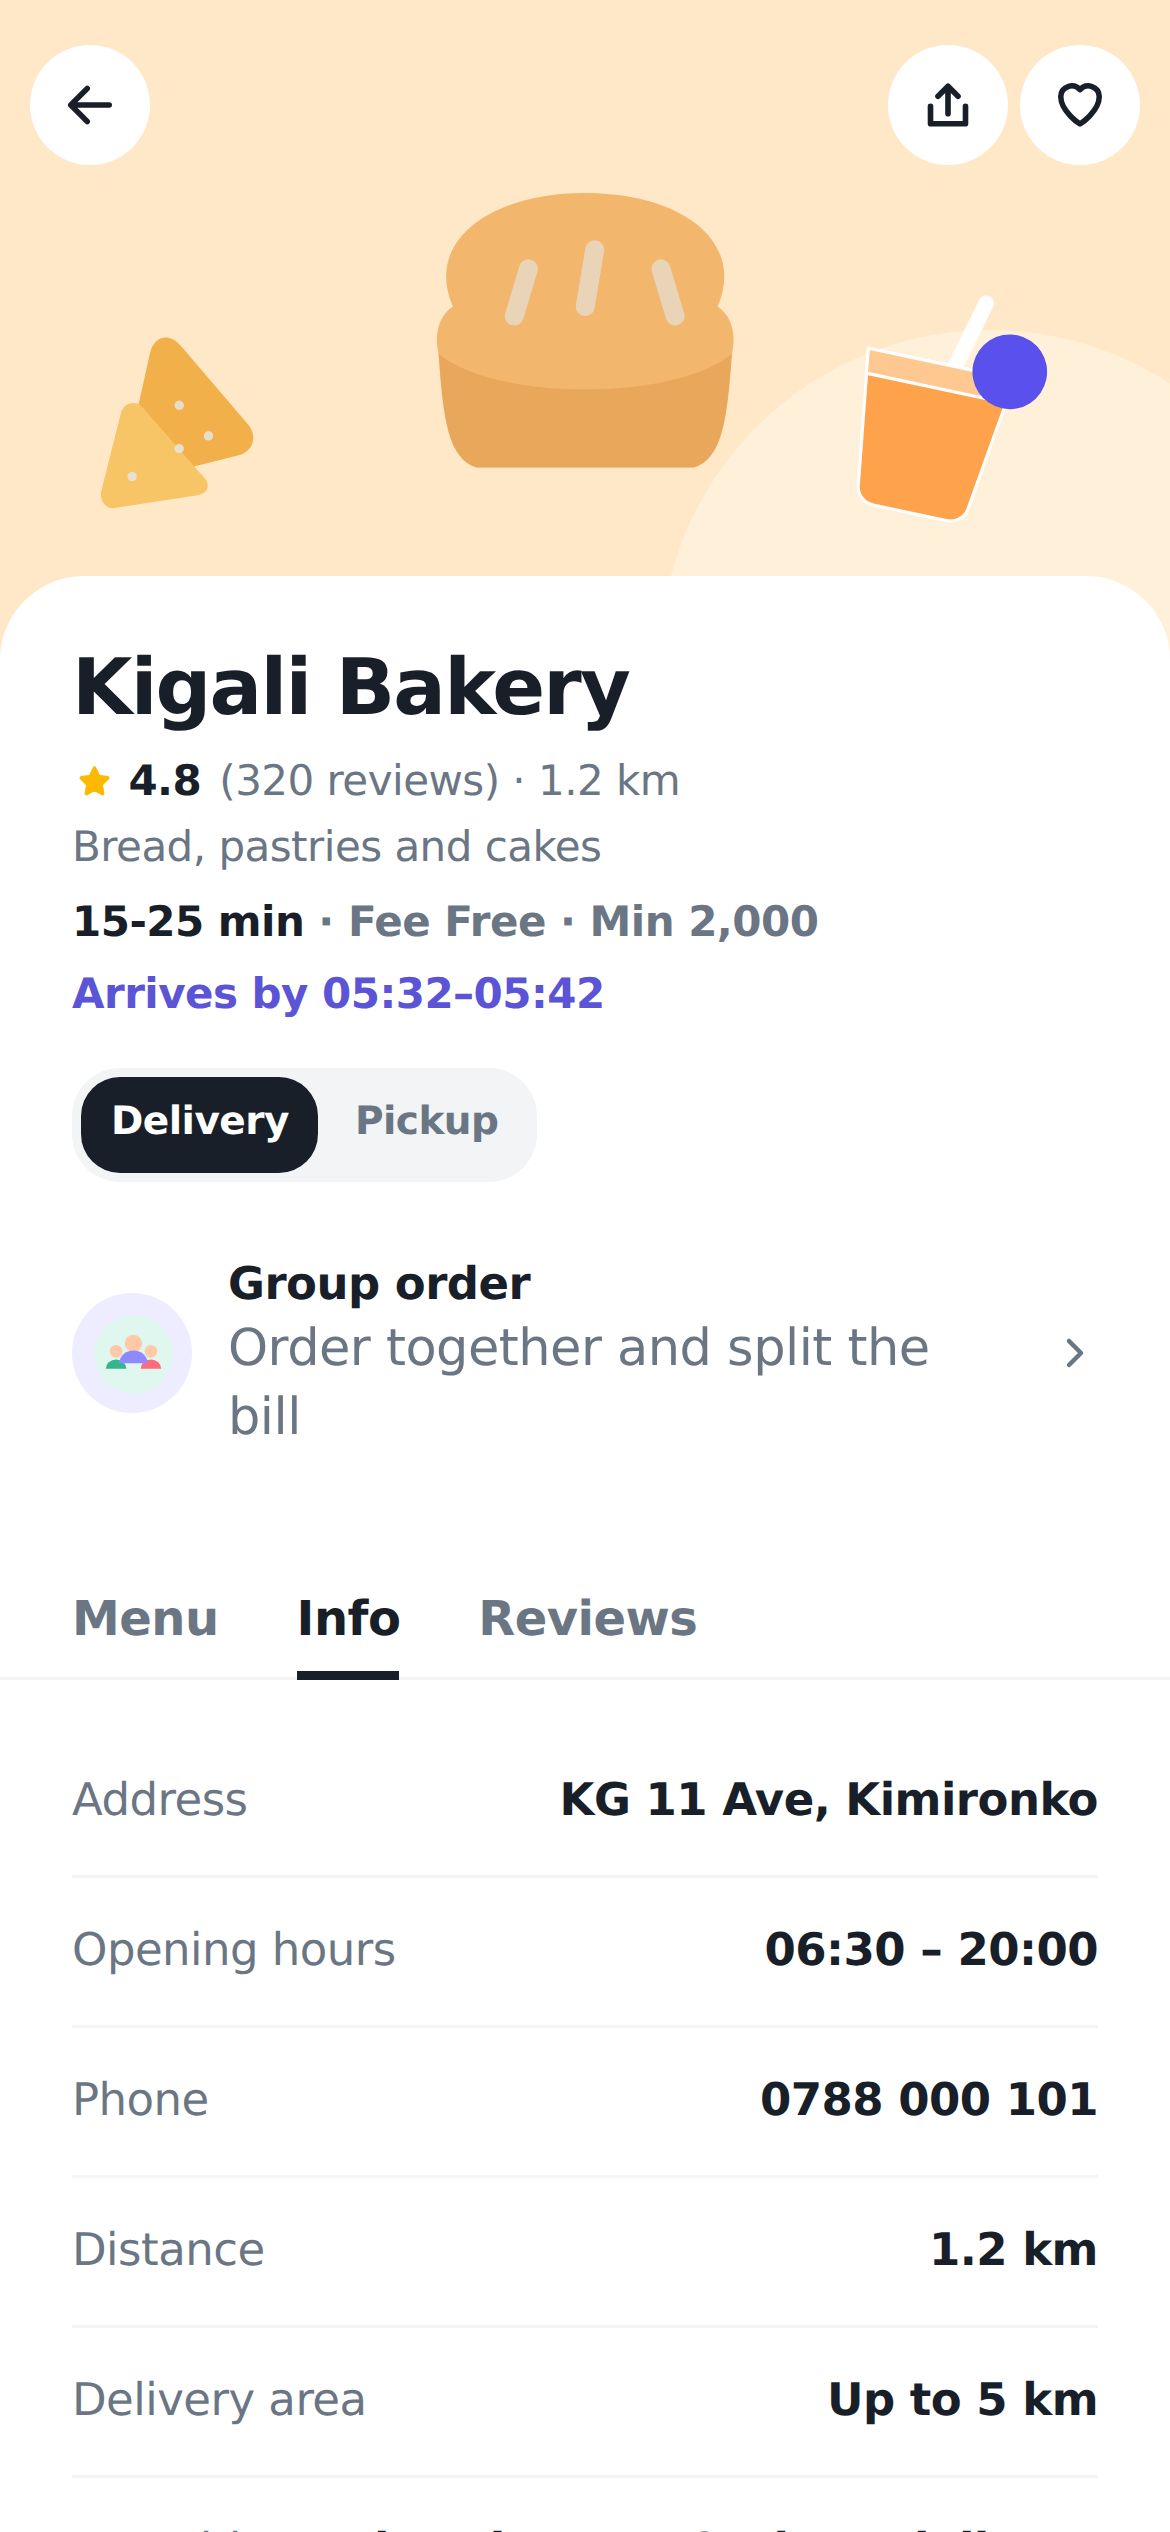 Kigali Bakery
4.8 (320 reviews) · 1.2 km
Bread, pastries and cakes
15-25 min · Fee Free · Min 2,000
Arrives by 05:32–05:42
Delivery Pickup
Group order
Order together and split the
bill
Menu Info Reviews
Address KG 11 Ave, Kimironko
Opening hours 06:30 – 20:00
Phone 0788 000 101
Distance 1.2 km
Delivery area Up to 5 km